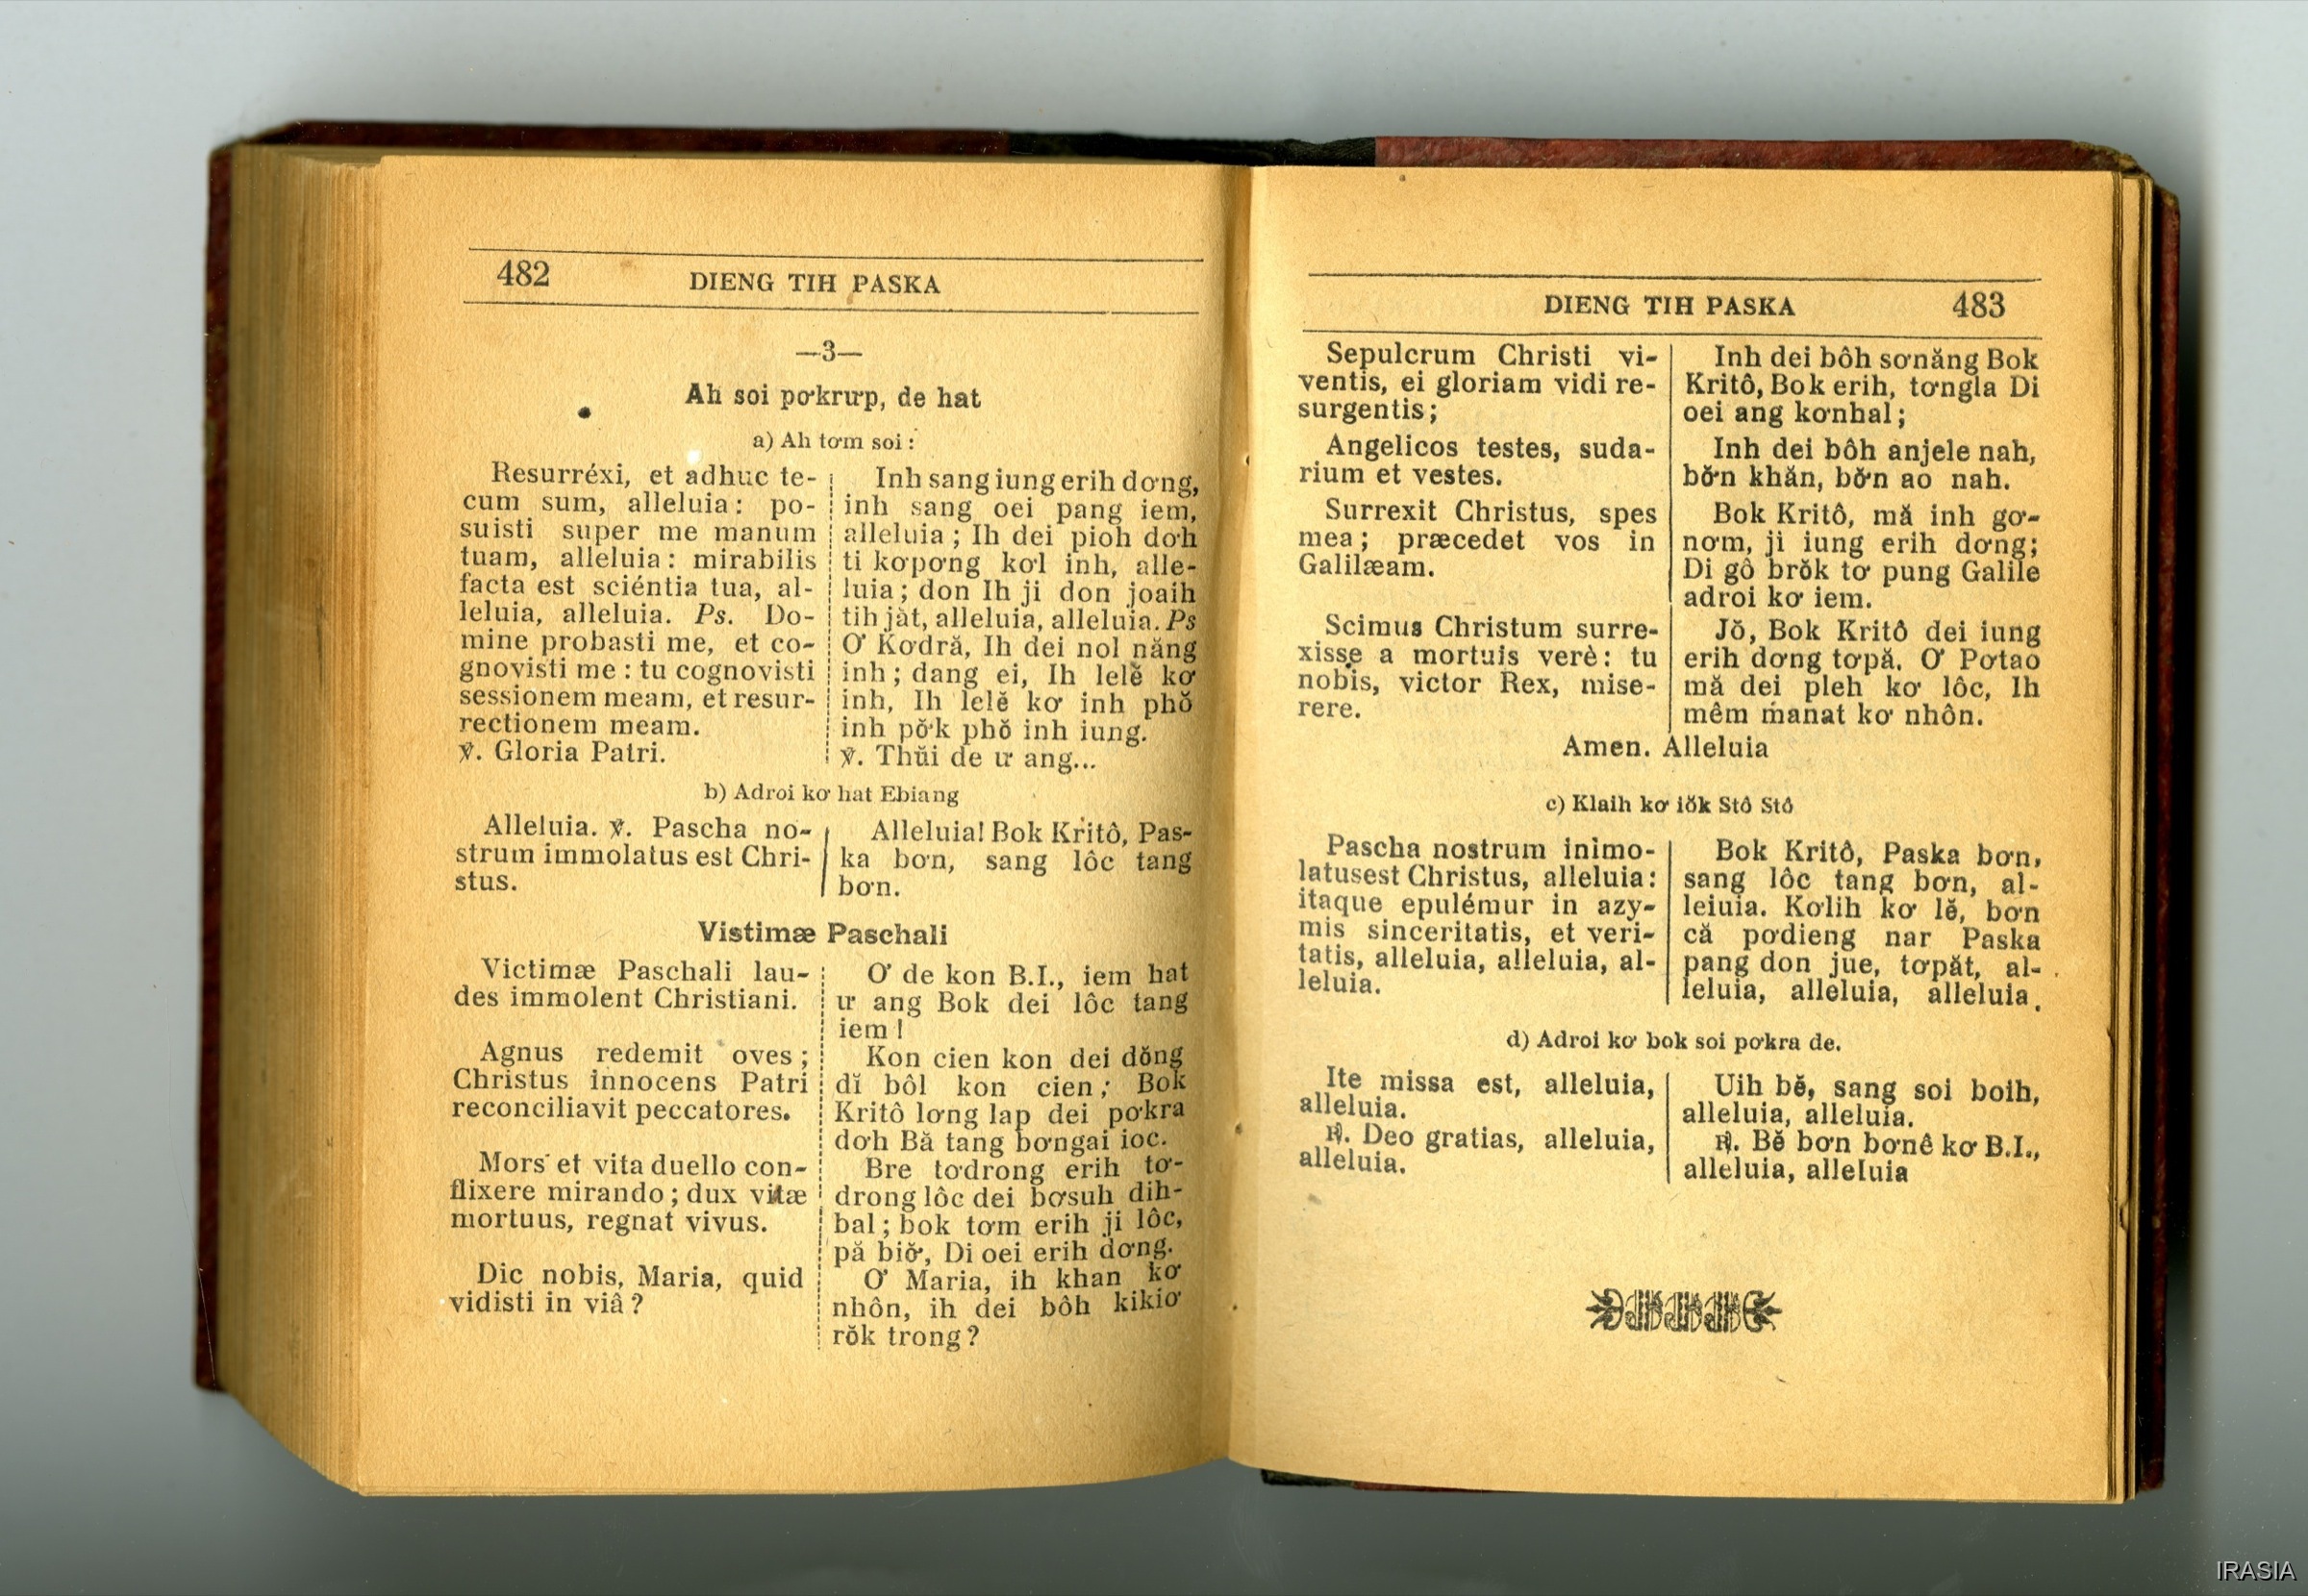 482 DIENG TIH PASKA
—3—
Ah soi pơkrưp, de hat
a) Ah tơm soi :
Resurréxi, et adhuc te-
cum sum, alleluia : po-
suisti super me manum
tuam, alleluia : mirabilis
facta est sciéntia tua, al-
leluia, alleluia. Ps. Do-
mine probasti me, et co-
gnovisti me : tu cognovisti
sessionem meam, et resur-
rectionem meam.
℣. Gloria Patri.
Inh sang iung erih dơng,
inh sang oei pang iem,
alleluia ; Ih dei pioh dơh
ti kơpơng kơl inh, alle-
luia ; don Ih ji don joaih
tih jàt, alleluia, alleluia. Ps
Ơ Kơdră, Ih dei nol năng
inh ; dang ei, Ih lelĕ kơ
inh, Ih lelĕ kơ inh phŏ
inh pơ̆k phŏ inh iung.
℣. Thŭi de ư ang...
b) Adroi kơ hat Ebiang
Alleluia. ℣. Pascha no-
strum immolatus est Chri-
stus.
Alleluia! Bok Kritô, Pas-
ka bơn, sang lôc tang
bơn.
Vistimæ Paschali
Victimæ Paschali lau-
des immolent Christiani.
Agnus redemit oves ;
Christus innocens Patri
reconciliavit peccatores.
Mors et vita duello con-
flixere mirando ; dux vitæ
mortuus, regnat vivus.
Dic nobis, Maria, quid
vidisti in viâ ?
Ơ de kon B.I., iem hat
ư ang Bok dei lôc tang
iem !
Kon cien kon dei dŏng
dĭ bôl kon cien ; Bok
Kritô lơng lap dei pơkra
dơh Bă tang bơngai ioc.
Bre tơdrong erih tơ-
drong lôc dei bơsuh dih-
bal ; bok tơm erih ji lôc,
pă biơ̆, Di oei erih dơng.
Ơ Maria, ih khan kơ
nhôn, ih dei bôh kikiơ
rŏk trong ?
DIENG TIH PASKA 483
Sepulcrum Christi vi-
ventis, ei gloriam vidi re-
surgentis ;
Angelicos testes, suda-
rium et vestes.
Surrexit Christus, spes
mea ; præcedet vos in
Galilæam.
Scimus Christum surre-
xisse a mortuis verè : tu
nobis, victor Rex, mise-
rere.
Inh dei bôh sơnăng Bok
Kritô, Bok erih, tơngla Di
oei ang kơnhal ;
Inh dei bôh anjele nah,
bơ̆n khăn, bơ̆n ao nah.
Bok Kritô, mă inh gơ-
nơm, ji iung erih dơng;
Di gô brŏk tơ pung Galile
adroi kơ iem.
Jŏ, Bok Kritô dei iung
erih dơng tơpă. Ơ Pơtao
mă dei pleh kơ lôc, Ih
mêm manat kơ nhôn.
Amen. Alleluia
c) Klaih kơ iŏk Stô Stô
Pascha nostrum inimo-
latusest Christus, alleluia :
itaque epulémur in azy-
mis sinceritatis, et veri-
tatis, alleluia, alleluia, al-
leluia.
Bok Kritô, Paska bơn,
sang lôc tang bơn, al-
leiuia. Kơlih kơ lĕ, bơn
că pơdieng nar Paska
pang don jue, tơpăt, al-
leluia, alleluia, alleluia.
d) Adroi kơ bok soi pơkra de.
Ite missa est, alleluia,
alleluia.
℟. Deo gratias, alleluia,
alleluia.
Uih bĕ, sang soi boih,
alleluia, alleluia.
℟. Bĕ bơn bơnê kơ B.I.,
alleluia, alleluia
IRASIA